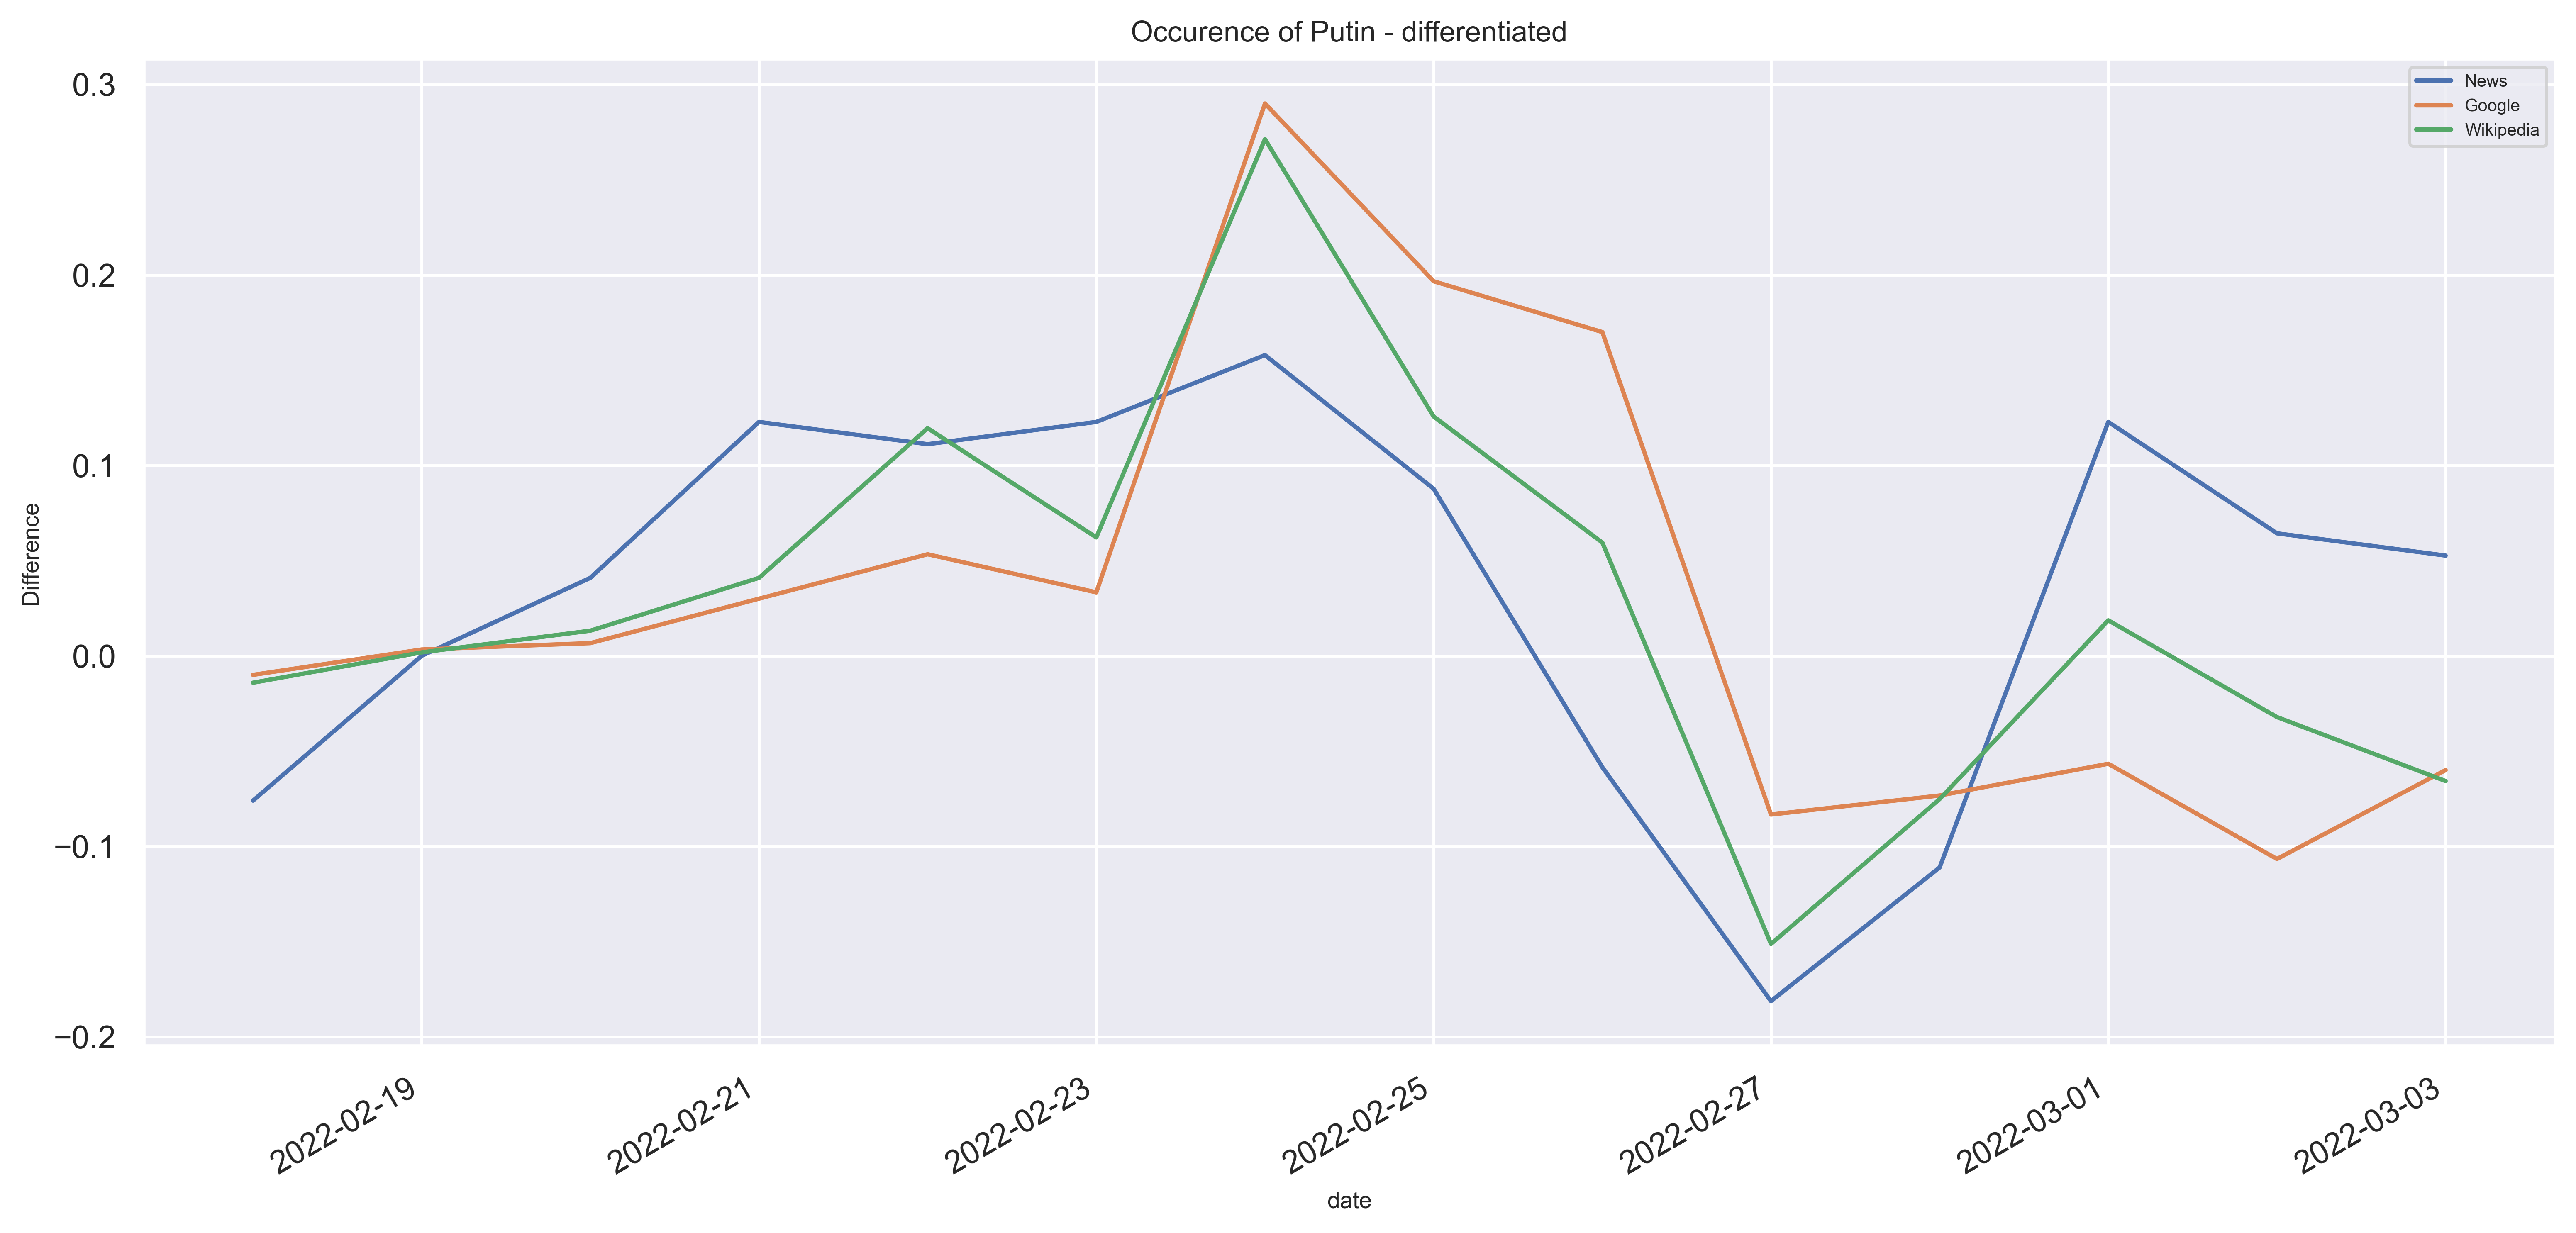 Occurence of Putin - differentiated
News
Google
Wikipedia
0.3
0.2
0.1
0.0
−0.1
−0.2
Difference
2022-02-19
2022-02-21
2022-02-23
2022-02-25
2022-02-27
2022-03-01
2022-03-03
date